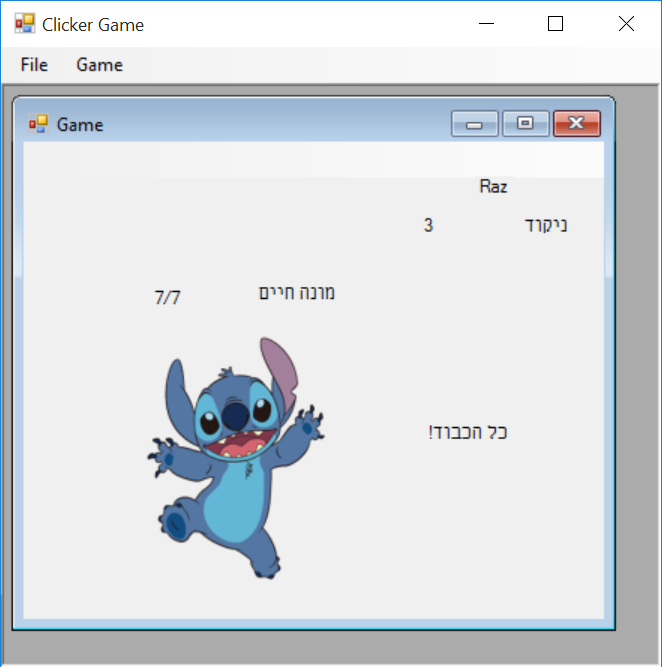 Clicker Game
File Game
Game
Raz
ניקוד 3
מונה חיים 7/7
כל הכבוד!